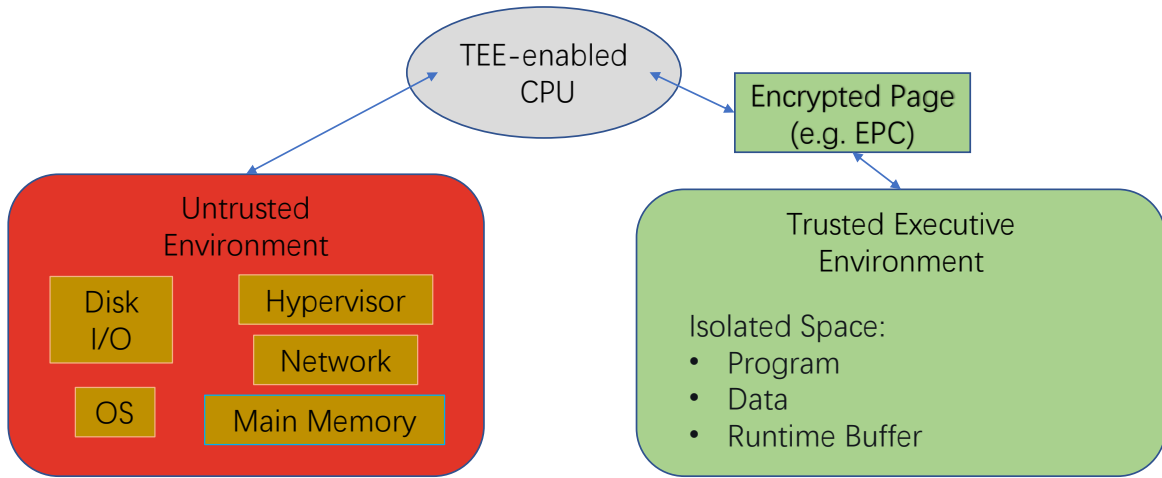 TEE-enabled
CPU
Encrypted Page
(e.g. EPC)
Untrusted
Environment
Disk
I/O
Hypervisor
Network
OS
Main Memory
Trusted Executive
Environment
Isolated Space:
• Program
• Data
• Runtime Buffer